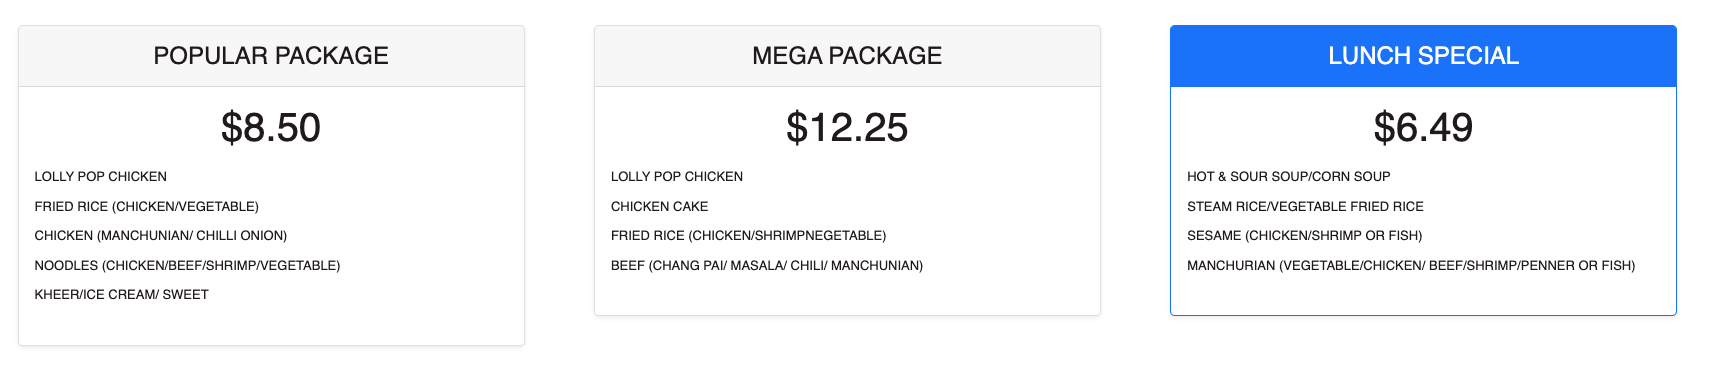 POPULAR PACKAGE
$8.50
LOLLY POP CHICKEN
FRIED RICE (CHICKEN/VEGETABLE)
CHICKEN (MANCHUNIAN/ CHILLI ONION)
NOODLES (CHICKEN/BEEF/SHRIMP/VEGETABLE)
KHEER/ICE CREAM/ SWEET
MEGA PACKAGE
$12.25
LOLLY POP CHICKEN
CHICKEN CAKE
FRIED RICE (CHICKEN/SHRIMPNEGETABLE)
BEEF (CHANG PAI/ MASALA/ CHILI/ MANCHUNIAN)
LUNCH SPECIAL
$6.49
HOT & SOUR SOUP/CORN SOUP
STEAM RICE/VEGETABLE FRIED RICE
SESAME (CHICKEN/SHRIMP OR FISH)
MANCHURIAN (VEGETABLE/CHICKEN/ BEEF/SHRIMP/PENNER OR FISH)